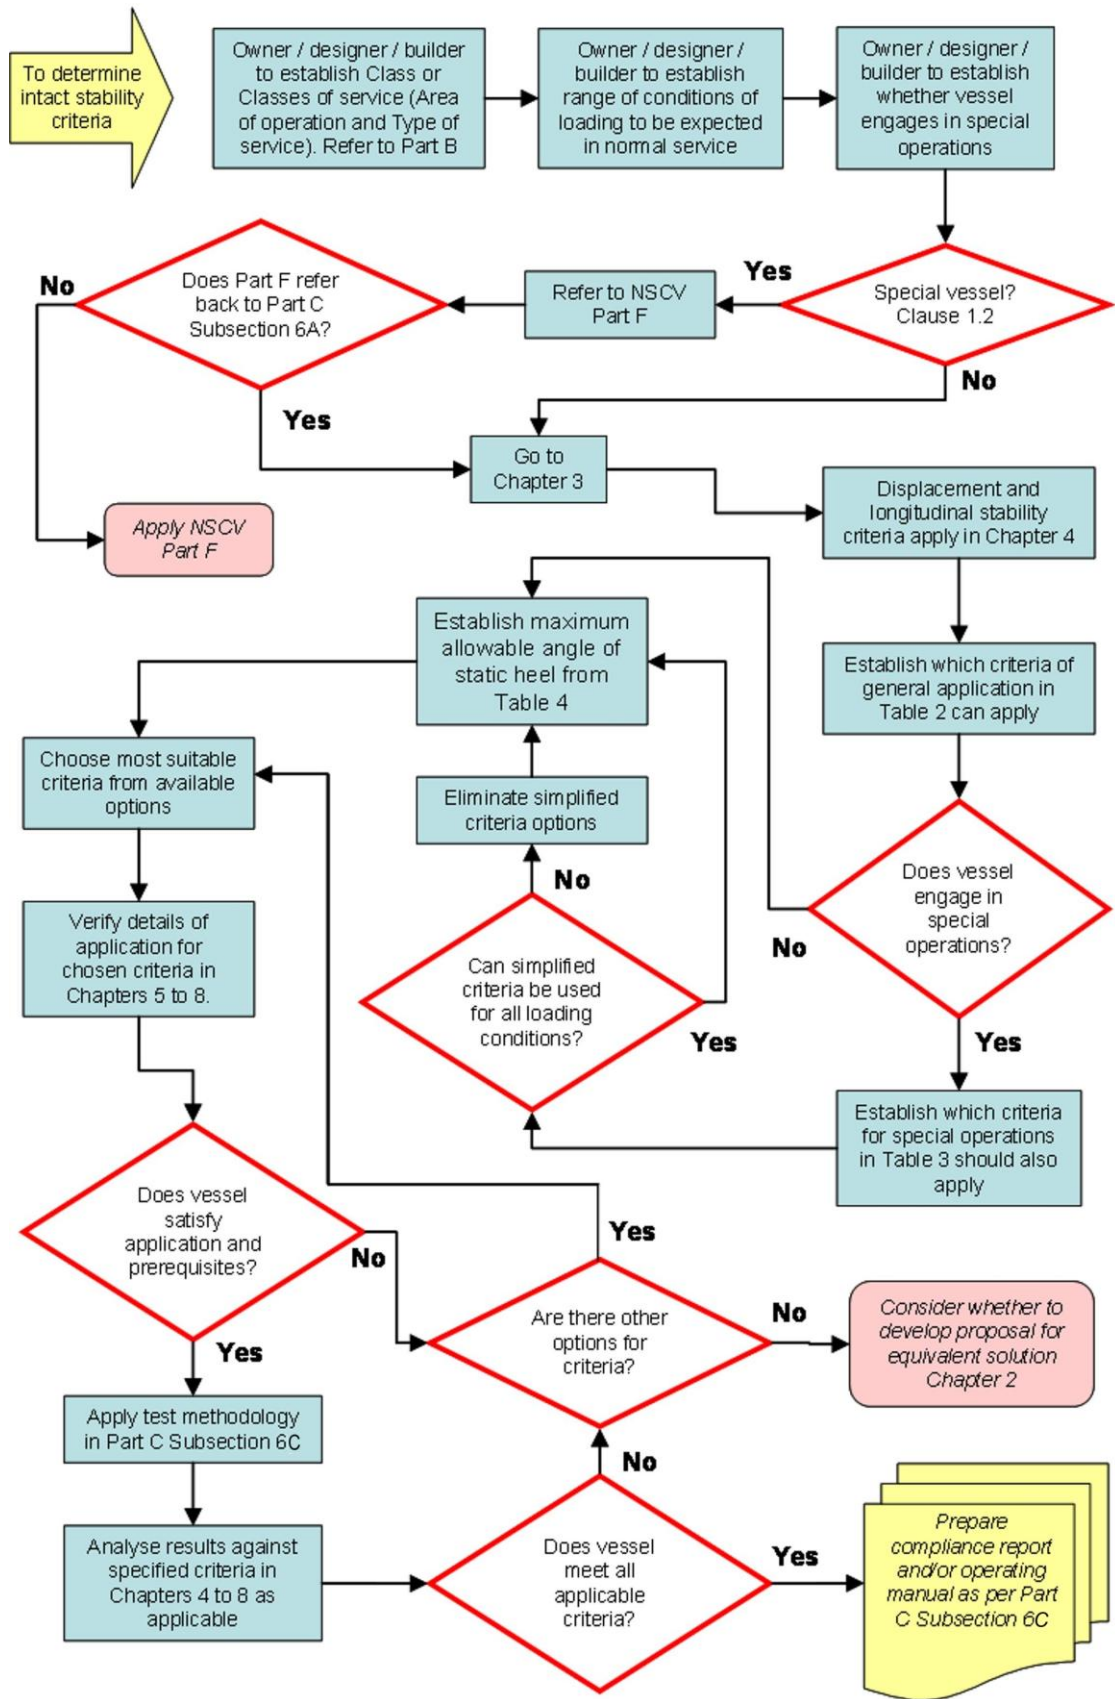 To determine
intact stability
criteria
Owner / designer / builder
to establish Class or
Classes of service (Area
of operation and Type of
service). Refer to Part B
Owner / designer /
builder to establish
range of conditions of
loading to be expected
in normal service
Owner / designer /
builder to establish
whether vessel
engages in special
operations
No
Does Part F refer
back to Part C
Subsection 6A?
Refer to NSCV
Part F
Yes
Special vessel?
Clause 1.2
No
Yes
Go to
Chapter 3
Apply NSCV
Part F
Displacement and
longitudinal stability
criteria apply in Chapter 4
Establish maximum
allowable angle of
static heel from
Table 4
Establish which criteria of
general application in
Table 2 can apply
Choose most suitable
criteria from available
options
Eliminate simplified
criteria options
No
Does vessel
engage in
special
operations?
No
Verify details of
application for
chosen criteria in
Chapters 5 to 8.
Can simplified
criteria be used
for all loading
conditions?
Yes
Yes
Establish which criteria
for special operations
in Table 3 should also
apply
Does vessel
satisfy
application and
prerequisites?
No
Yes
Yes
Are there other
options for
criteria?
No
Consider whether to
develop proposal for
equivalent solution
Chapter 2
Apply test methodology
in Part C Subsection 6C
No
Analyse results against
specified criteria in
Chapters 4 to 8 as
applicable
Does vessel
meet all
applicable
criteria?
Yes
Prepare
compliance report
and/or operating
manual as per Part
C Subsection 6C